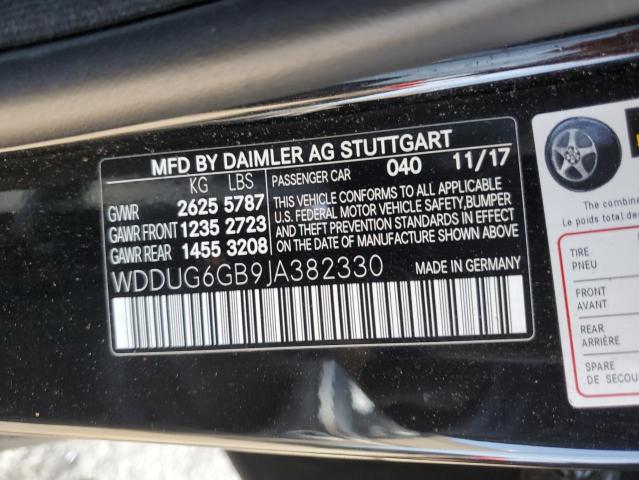 MFD BY DAIMLER AG STUTTGART
KG LBS
PASSENGER CAR 040 11/17
GVWR 2625 5787
GAWR FRONT 1235 2723
GAWR REAR 1455 3208
THIS VEHICLE CONFORMS TO ALL APPLICABLE
U.S. FEDERAL MOTOR VEHICLE SAFETY, BUMPER
AND THEFT PREVENTION STANDARDS IN EFFECT
ON THE DATE OF MANUFACTURE SHOWN ABOVE
WDDUG6GB9JA382330 MADE IN GERMANY
The combine
Le poids total de
TIRE
PNEU
FRONT
AVANT
REAR
ARRIÈRE
SPARE
DE SECOU